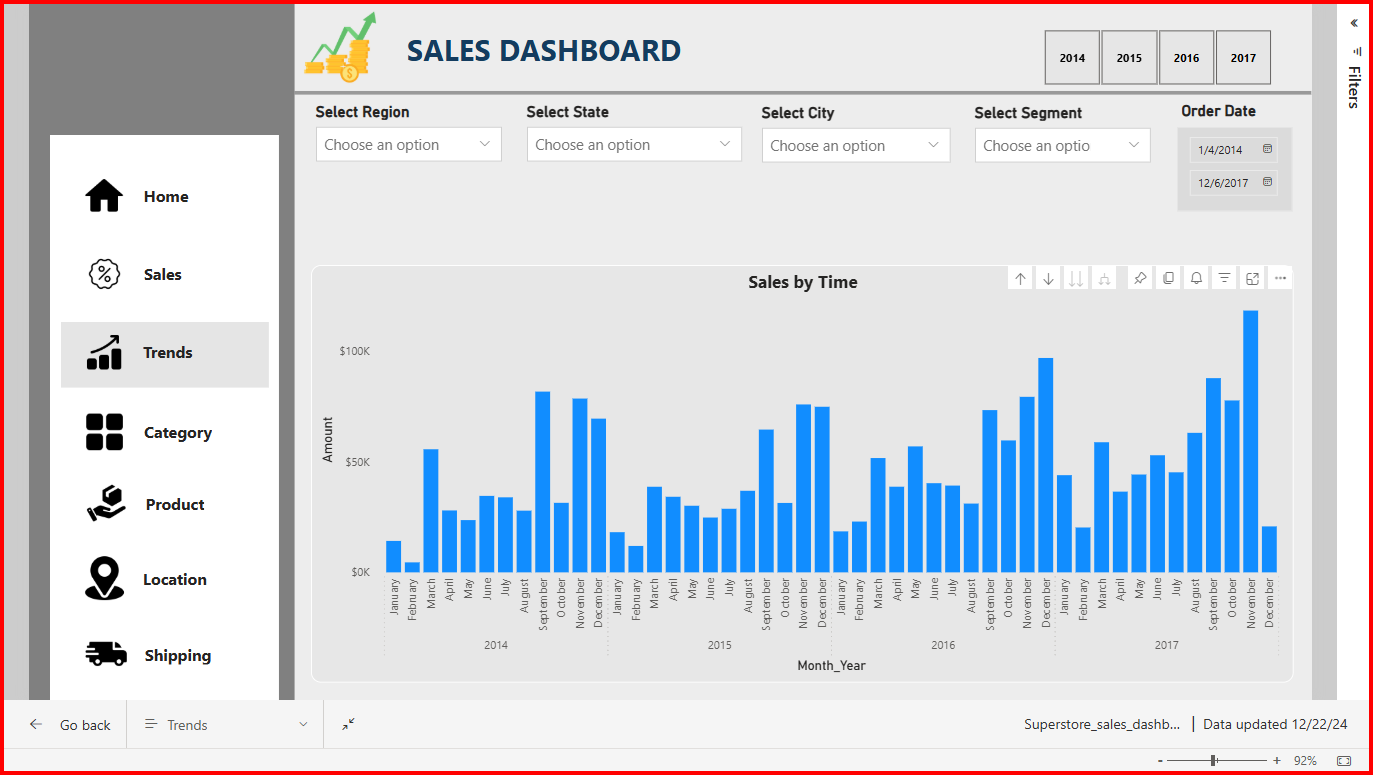 SALES DASHBOARD
2014 2015 2016 2017
«
Filters
Select Region
Choose an option
Select State
Choose an option
Select City
Choose an option
Select Segment
Choose an optio
Order Date
1/4/2014
12/6/2017
Home
Sales
Trends
Category
Product
Location
Shipping
Sales by Time
Amount
$100K
$50K
$0K
January February March April May June July August September October November December January February March April May June July August September October November December January February March April May June July August September October November December January February March April May June July August September October November December
2014 2015 2016 2017
Month_Year
Go back
Trends
Superstore_sales_dashb... | Data updated 12/22/24
- + 92%